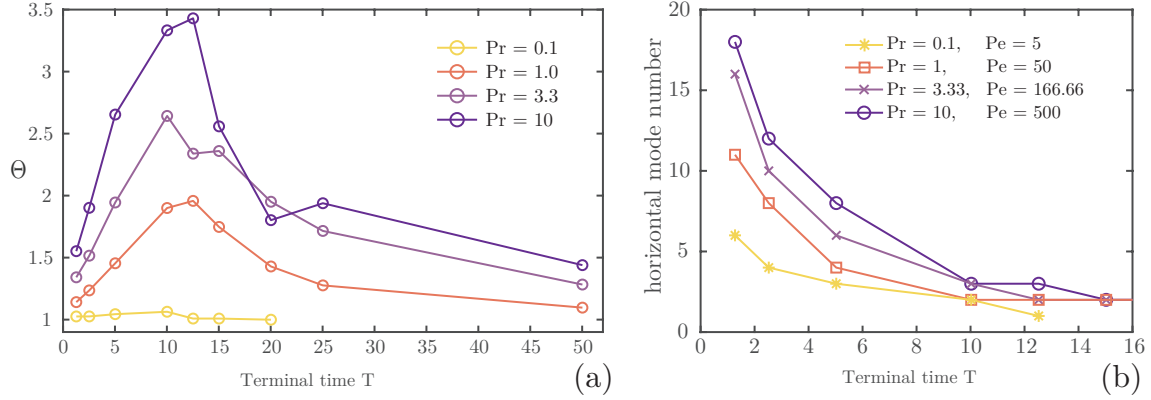 3.5
3
2.5
2
1.5
1
Θ
0 5 10 15 20 25 30 35 40 45 50
Terminal time T
(a)
Pr = 0.1
Pr = 1.0
Pr = 3.3
Pr = 10
20
15
10
5
0
horizontal mode number
0 2 4 6 8 10 12 14 16
Terminal time T
(b)
Pr = 0.1, Pe = 5
Pr = 1, Pe = 50
Pr = 3.33, Pe = 166.66
Pr = 10, Pe = 500